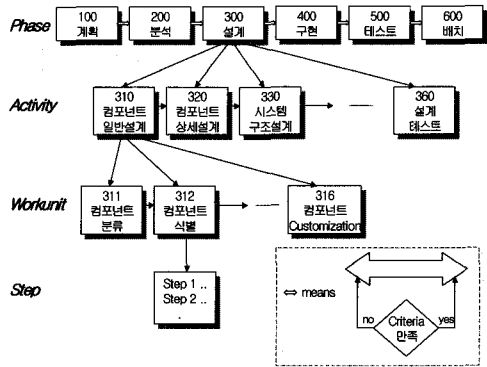 Phase
100
계획
200
분석
300
설계
400
구현
500
테스트
600
배치
Activity
310
컴포넌트
일반설계
320
컴포넌트
상세설계
330
시스템
구조설계
360
설계
테스트
Workunit
311
컴포넌트
분류
312
컴포넌트
식별
316
컴포넌트
Customization
Step
Step 1 ..
Step 2 ..
.
⇔ means
no
Criteria
만족
yes